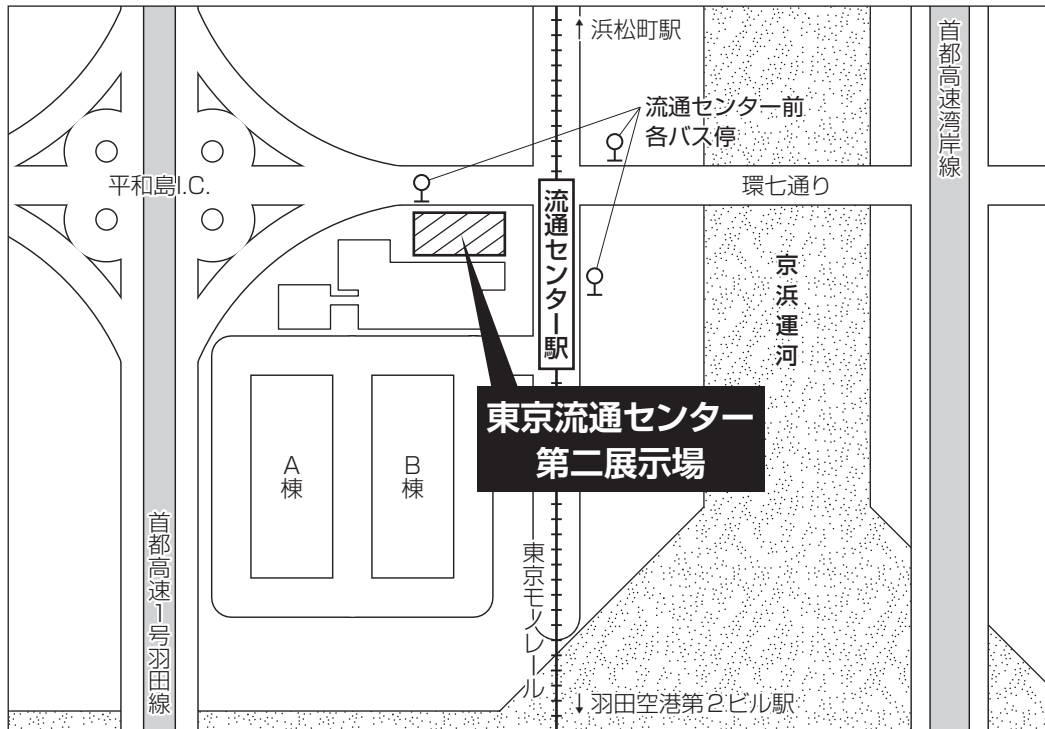 ↑浜松町駅
首都高速湾岸線
流通センター前
各バス停
平和島I.C.
環七通り
流通センター駅
京浜運河
東京流通センター
第二展示場
A
棟
B
棟
首都高速1号羽田線
東京モノレール
↓羽田空港第2ビル駅